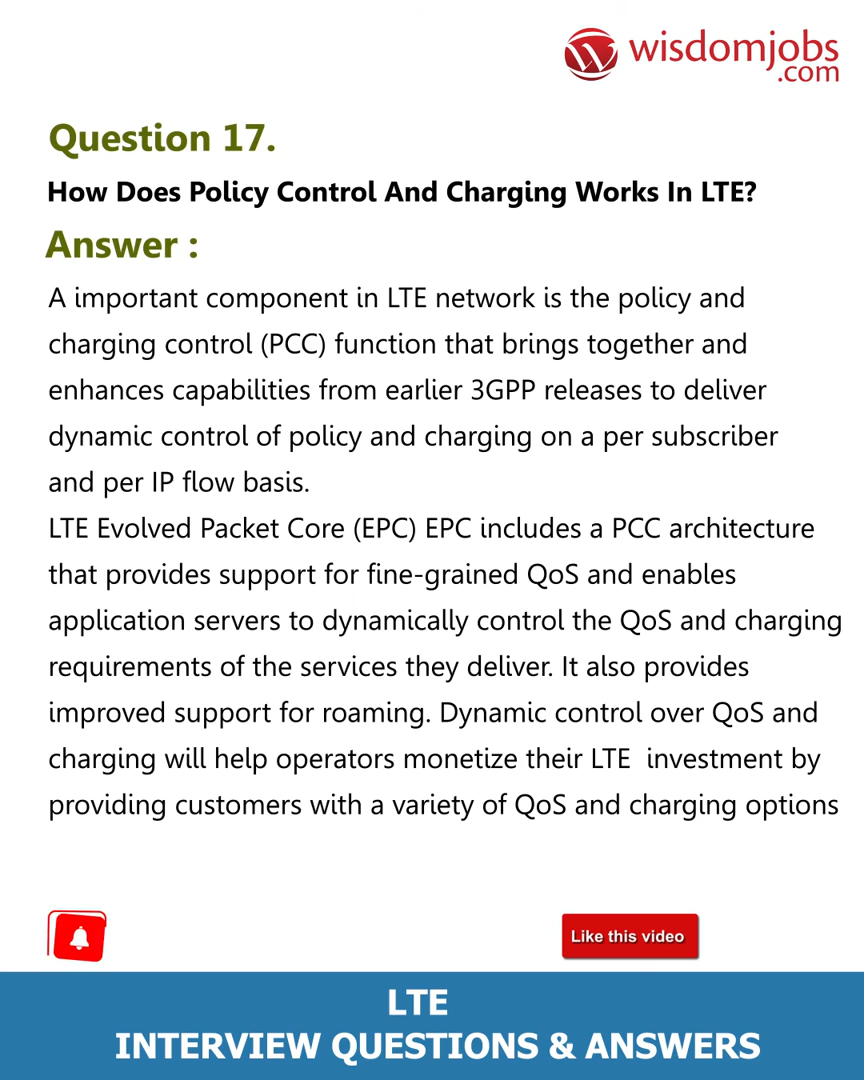 wisdomjobs
.com
Question 17.
How Does Policy Control And Charging Works In LTE?
Answer :
A important component in LTE network is the policy and
charging control (PCC) function that brings together and
enhances capabilities from earlier 3GPP releases to deliver
dynamic control of policy and charging on a per subscriber
and per IP flow basis.
LTE Evolved Packet Core (EPC) EPC includes a PCC architecture
that provides support for fine-grained QoS and enables
application servers to dynamically control the QoS and charging
requirements of the services they deliver. It also provides
improved support for roaming. Dynamic control over QoS and
charging will help operators monetize their LTE  investment by
providing customers with a variety of QoS and charging options
Like this video
LTE
INTERVIEW QUESTIONS & ANSWERS